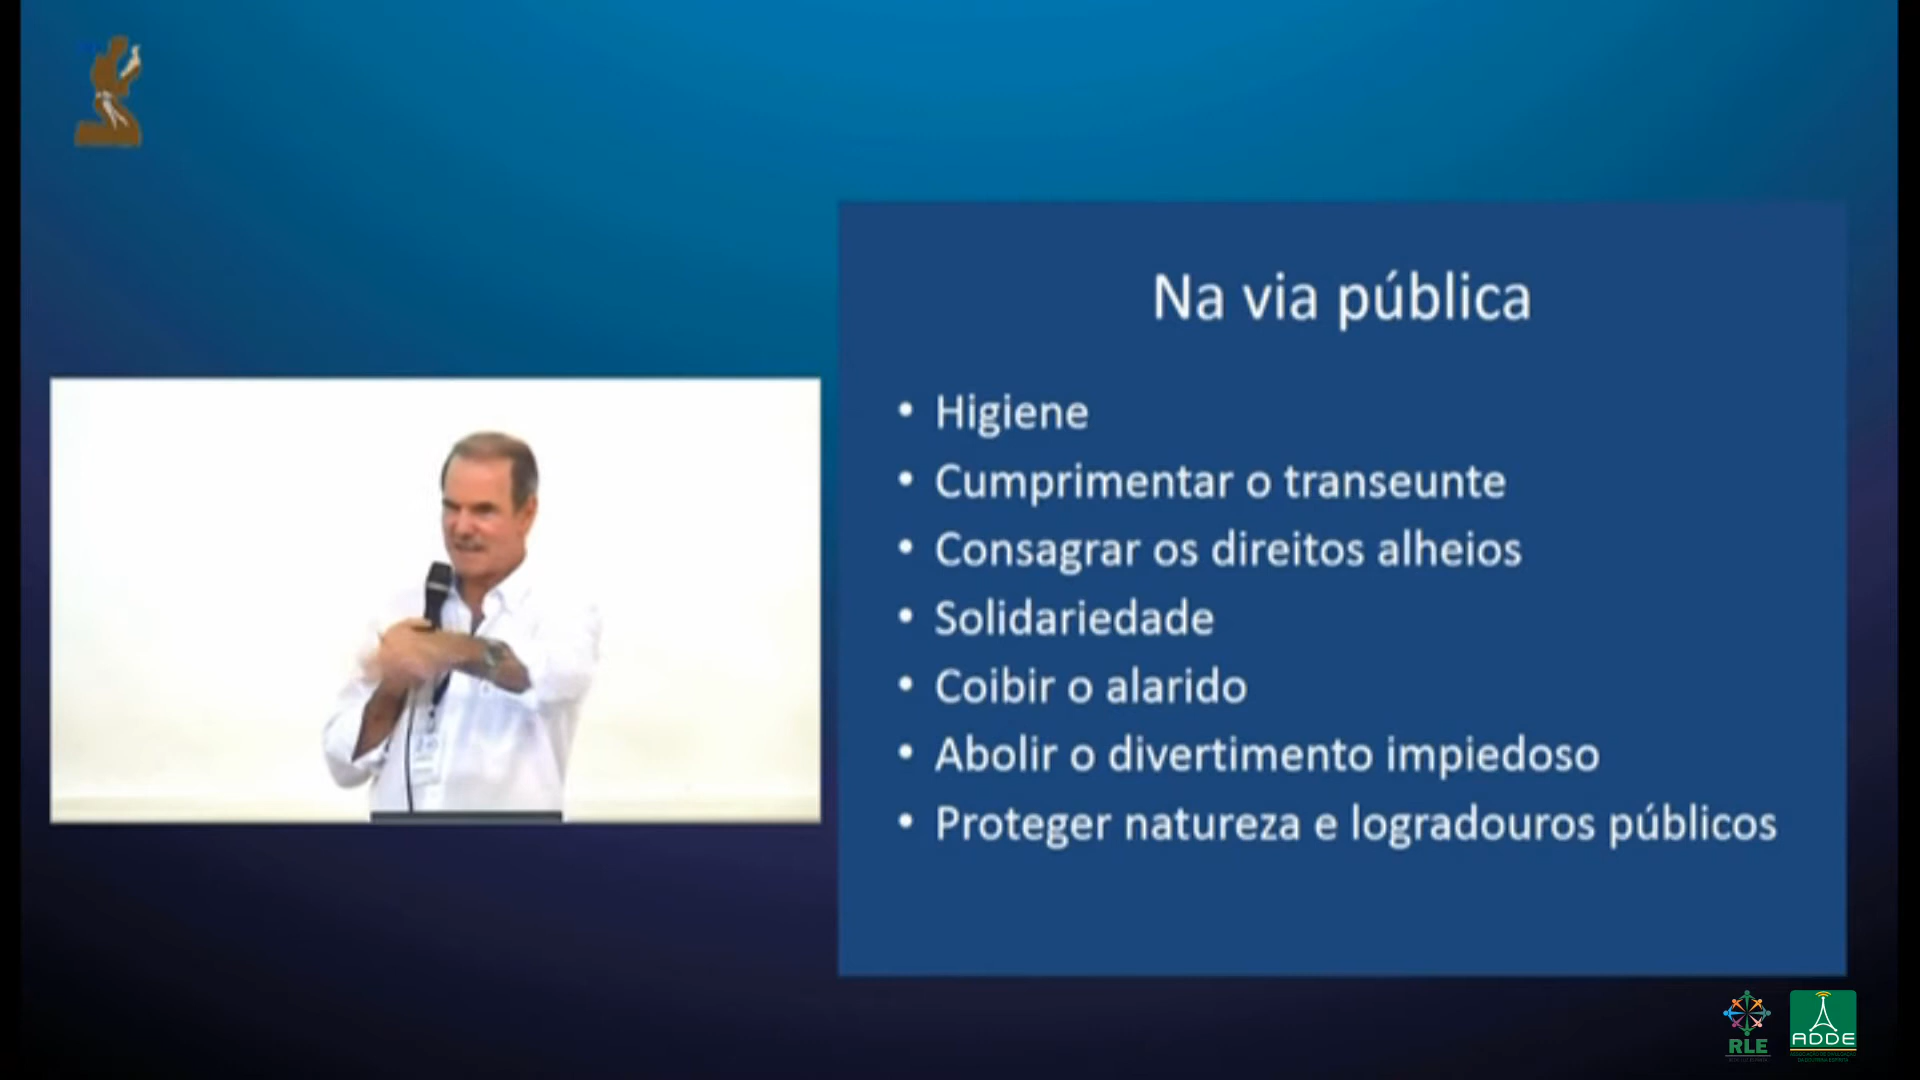 Na via pública
• Higiene
• Cumprimentar o transeunte
• Consagrar os direitos alheios
• Solidariedade
• Coibir o alarido
• Abolir o divertimento impiedoso
• Proteger natureza e logradouros públicos
RLE
ADDE